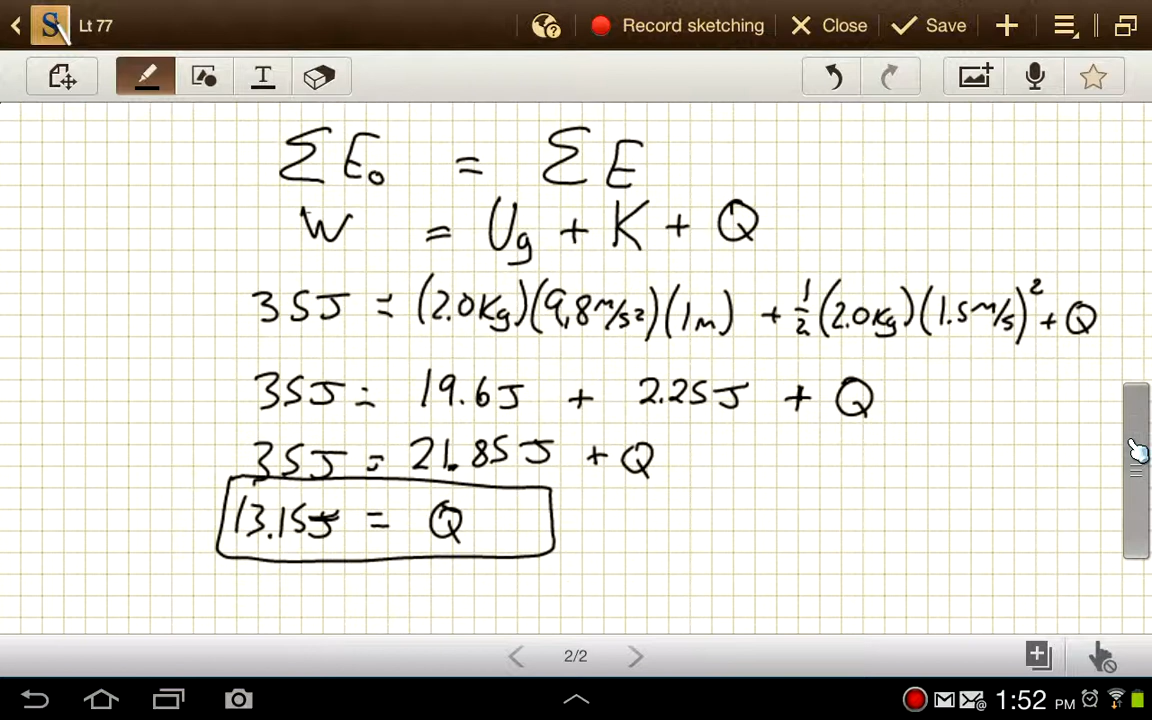 S Lt 77 Record sketching Close Save
T
ΣE₀ = ΣE
W = Ug + K + Q
35J = (2.0Kg)(9.8m/s²)(1m) + ½(2.0Kg)(1.5m/s)² + Q
35J = 19.6J + 2.25J + Q
35J = 21.85J + Q
13.15J = Q
2/2
1:52 PM